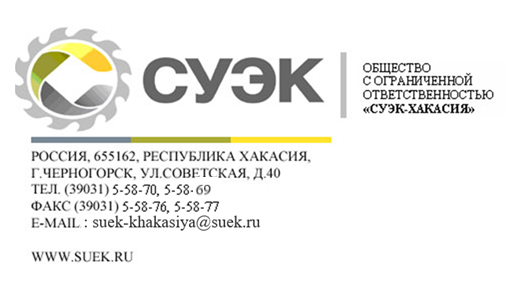 СУЭК
ОБЩЕСТВО
С ОГРАНИЧЕННОЙ
ОТВЕТСТВЕННОСТЬЮ
«СУЭК-ХАКАСИЯ»
РОССИЯ, 655162, РЕСПУБЛИКА ХАКАСИЯ,
Г.ЧЕРНОГОРСК, УЛ.СОВЕТСКАЯ, Д.40
ТЕЛ. (39031) 5-58-70, 5-58-69
ФАКС (39031) 5-58-76, 5-58-77
E-MAIL : suek-khakasiya@suek.ru
WWW.SUEK.RU